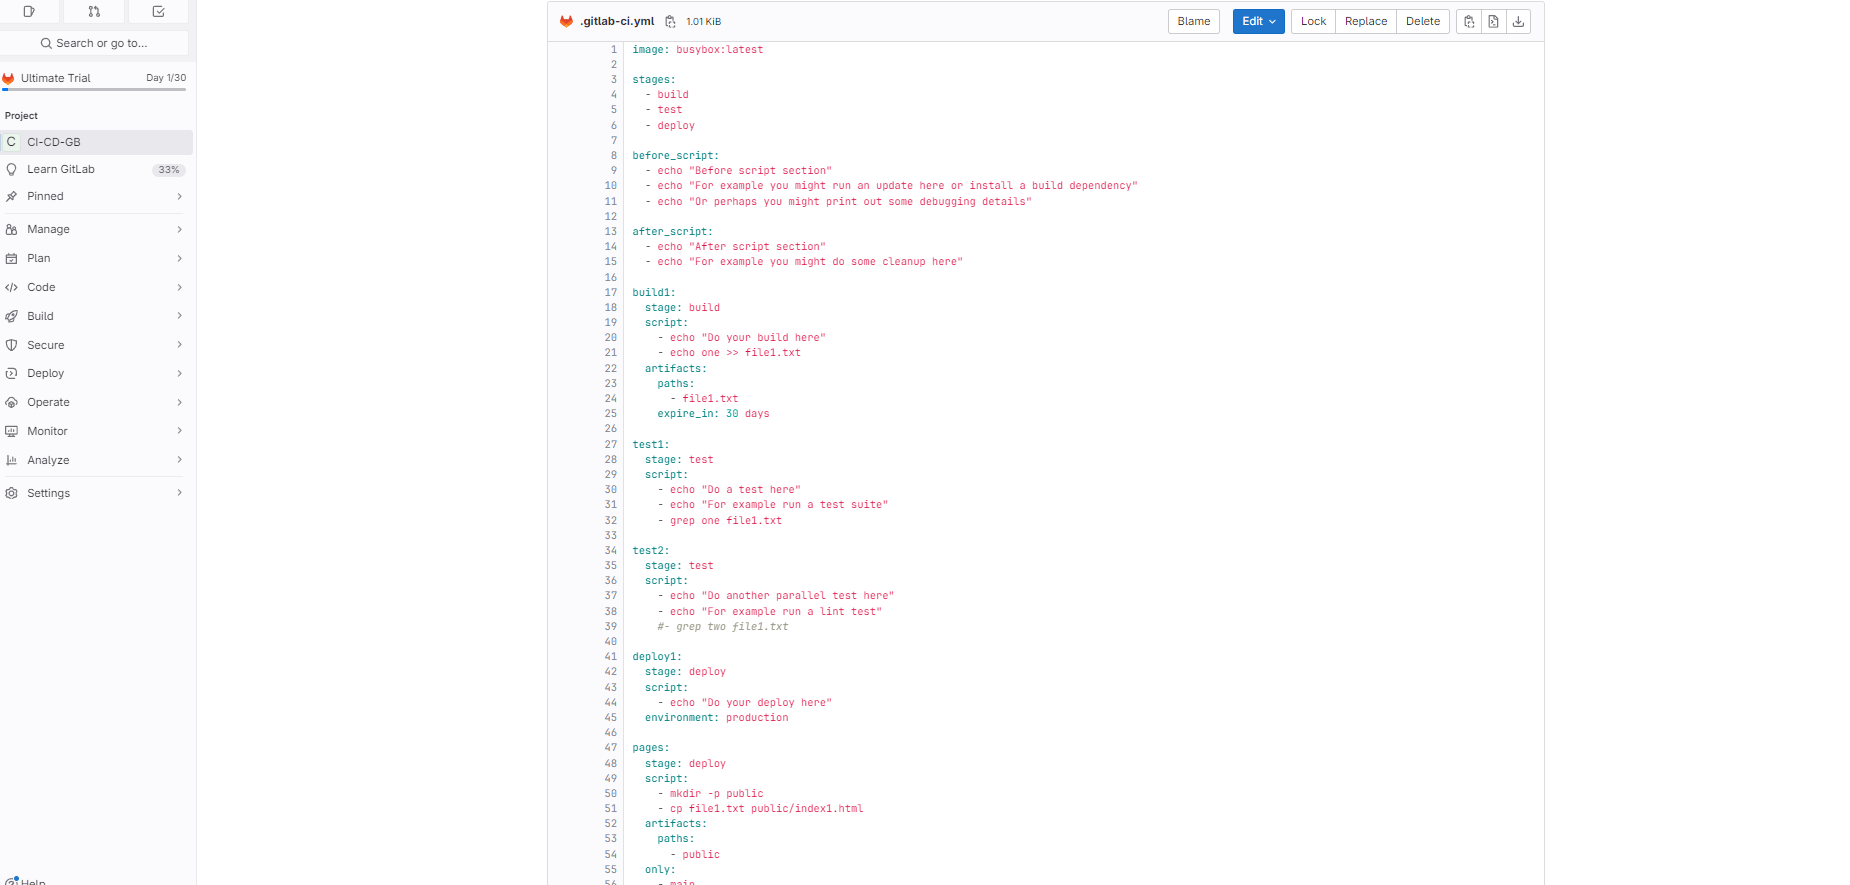 Search or go to...
Ultimate Trial Day 1/30
Project
C CI-CD-GB
Learn GitLab 33%
Pinned
Manage
Plan
Code
Build
Secure
Deploy
Operate
Monitor
Analyze
Settings
Help
.gitlab-ci.yml 1.01 KiB Blame Edit Lock Replace Delete
1 image: busybox:latest
2
3 stages:
4   - build
5   - test
6   - deploy
7
8 before_script:
9   - echo "Before script section"
10   - echo "For example you might run an update here or install a build dependency"
11   - echo "Or perhaps you might print out some debugging details"
12
13 after_script:
14   - echo "After script section"
15   - echo "For example you might do some cleanup here"
16
17 build1:
18   stage: build
19   script:
20     - echo "Do your build here"
21     - echo one >> file1.txt
22   artifacts:
23     paths:
24       - file1.txt
25     expire_in: 30 days
26
27 test1:
28   stage: test
29   script:
30     - echo "Do a test here"
31     - echo "For example run a test suite"
32     - grep one file1.txt
33
34 test2:
35   stage: test
36   script:
37     - echo "Do another parallel test here"
38     - echo "For example run a lint test"
39     #- grep two file1.txt
40
41 deploy1:
42   stage: deploy
43   script:
44     - echo "Do your deploy here"
45   environment: production
46
47 pages:
48   stage: deploy
49   script:
50     - mkdir -p public
51     - cp file1.txt public/index1.html
52   artifacts:
53     paths:
54       - public
55   only:
56     - main